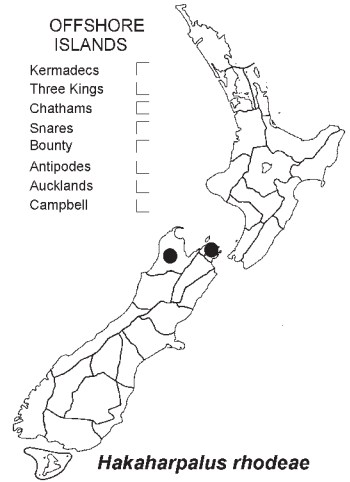 OFFSHORE
ISLANDS
Kermadecs
Three Kings
Chathams
Snares
Bounty
Antipodes
Aucklands
Campbell
Hakaharpalus rhodeae